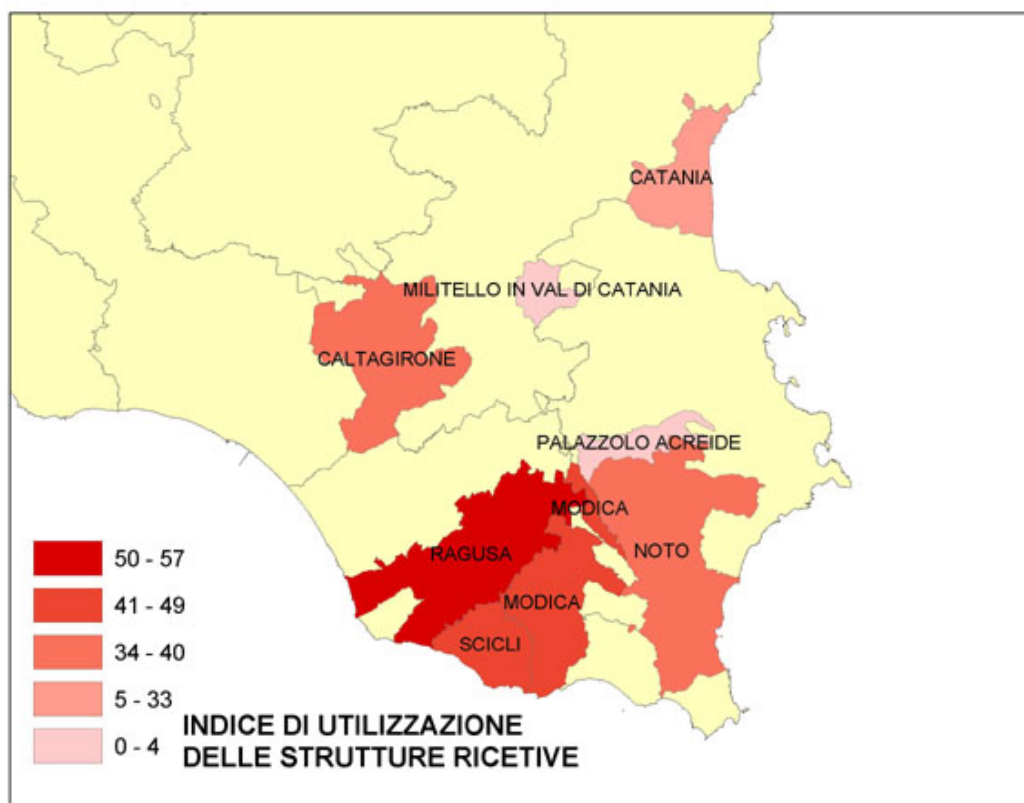 CATANIA
MILITELLO IN VAL DI CATANIA
CALTAGIRONE
PALAZZOLO ACREIDE
MODICA
RAGUSA
NOTO
MODICA
SCICLI
50 - 57
41 - 49
34 - 40
5 - 33
0 - 4
INDICE DI UTILIZZAZIONE
DELLE STRUTTURE RICETIVE